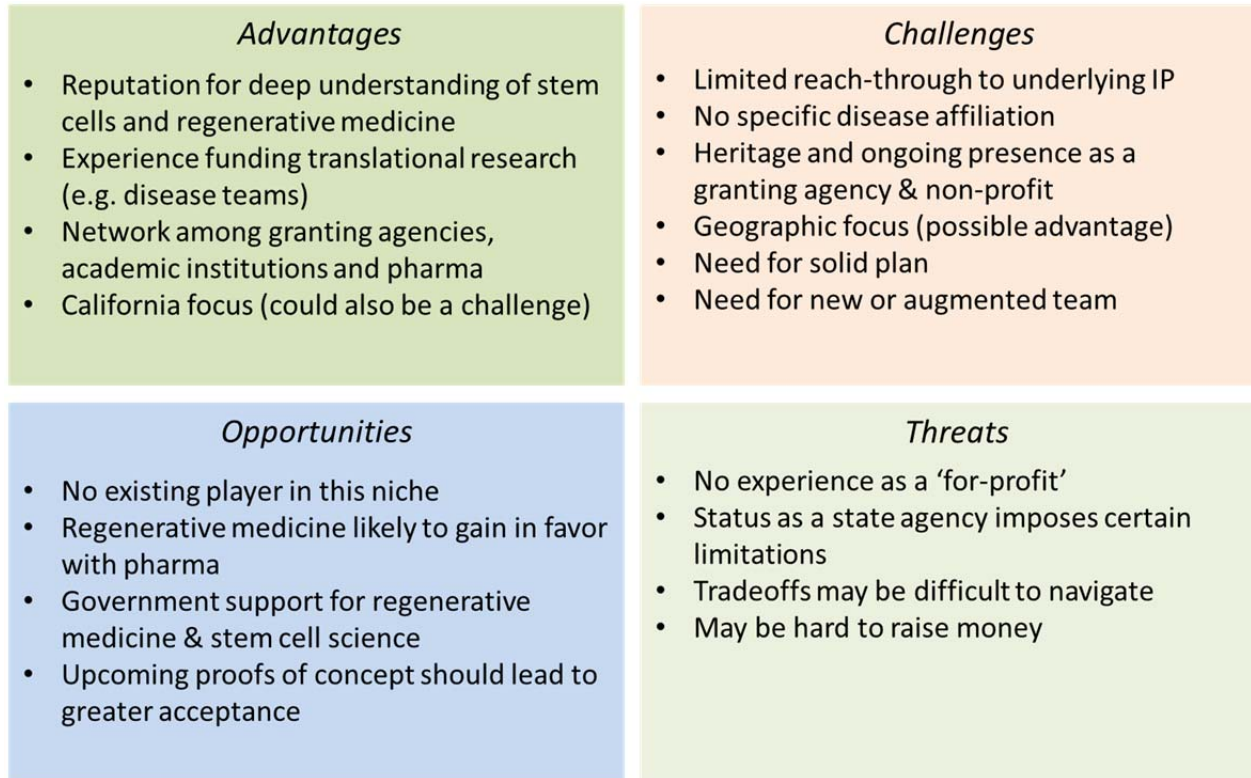 Advantages
• Reputation for deep understanding of stem
cells and regenerative medicine
• Experience funding translational research
(e.g. disease teams)
• Network among granting agencies,
academic institutions and pharma
• California focus (could also be a challenge)
Challenges
• Limited reach-through to underlying IP
• No specific disease affiliation
• Heritage and ongoing presence as a
granting agency & non-profit
• Geographic focus (possible advantage)
• Need for solid plan
• Need for new or augmented team
Opportunities
• No existing player in this niche
• Regenerative medicine likely to gain in favor
with pharma
• Government support for regenerative
medicine & stem cell science
• Upcoming proofs of concept should lead to
greater acceptance
Threats
• No experience as a ‘for-profit’
• Status as a state agency imposes certain
limitations
• Tradeoffs may be difficult to navigate
• May be hard to raise money